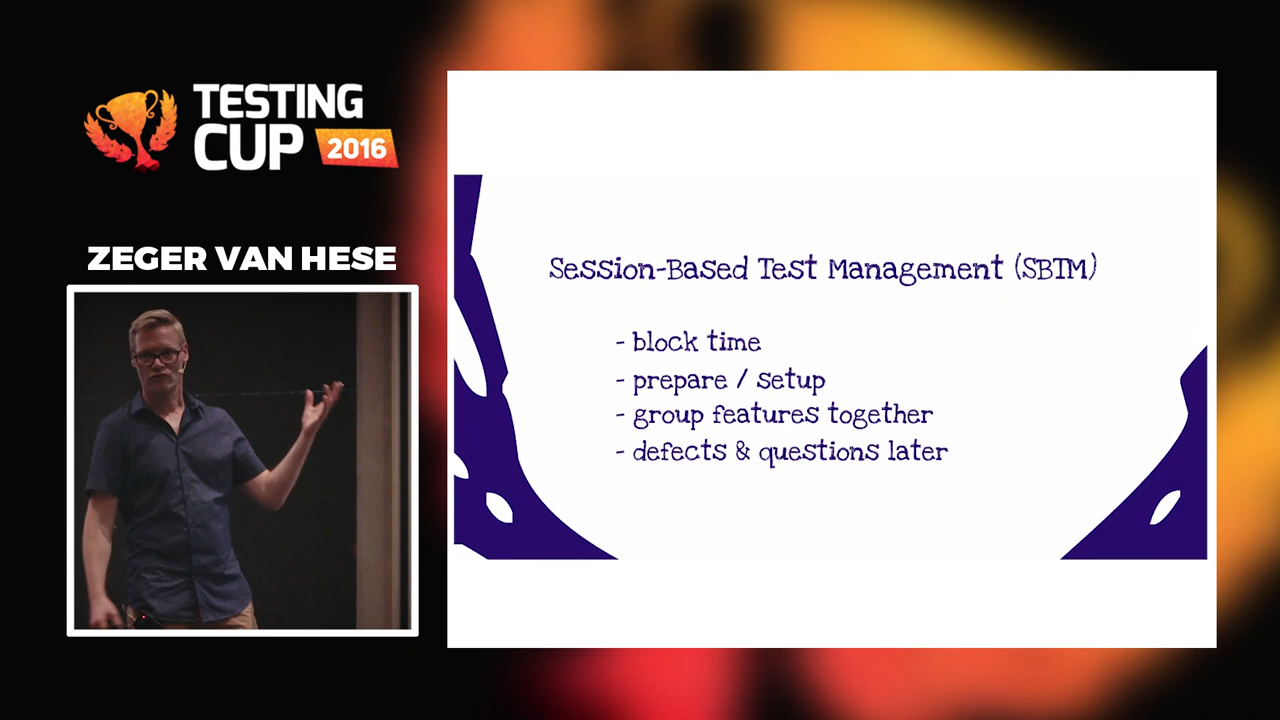 TESTING
CUP 2016
ZEGER VAN HESE
Session-Based Test Management (SBTM)
- block time
- prepare / setup
- group features together
- defects & questions later